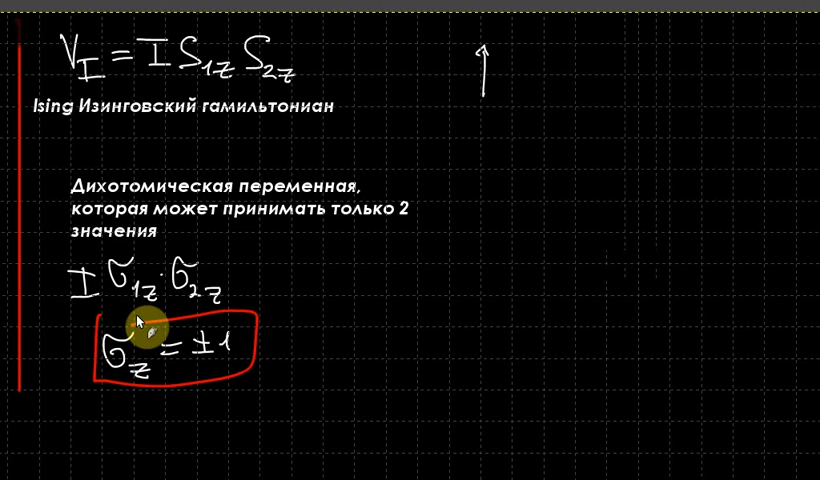 V_I = I S_1z S_2z
Ising Изинговский гамильтониан
Дихотомическая переменная,
которая может принимать только 2
значения
I σ_1z · σ_2z
σ_z = ±1